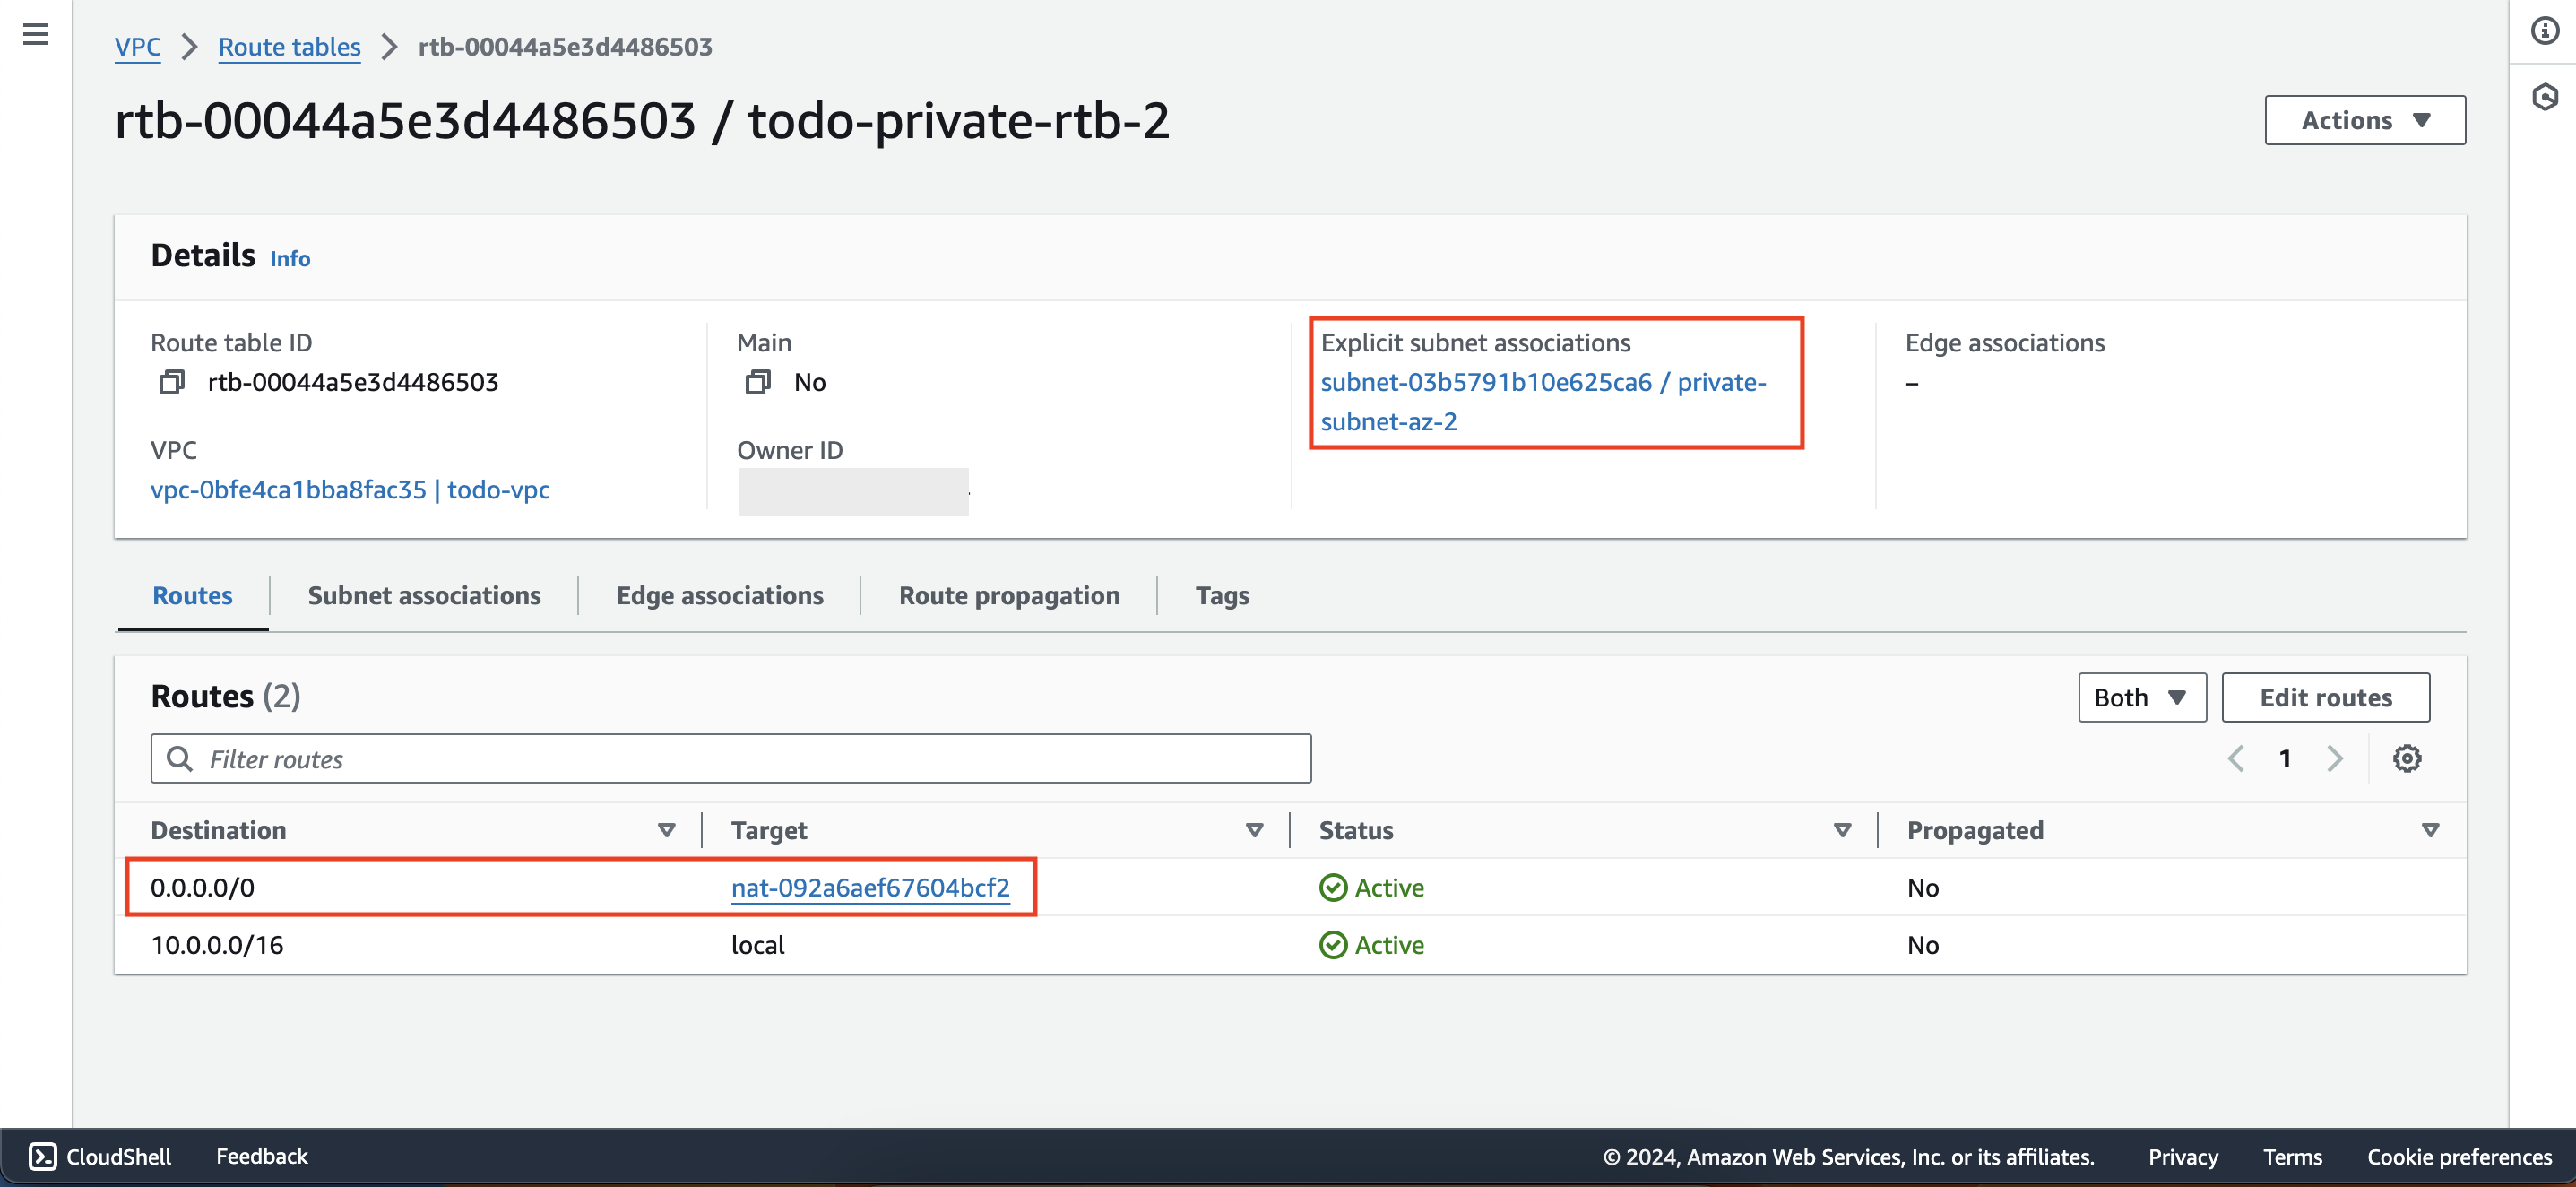 VPC > Route tables > rtb-00044a5e3d4486503
rtb-00044a5e3d4486503 / todo-private-rtb-2
Actions
Details Info
Route table ID
rtb-00044a5e3d4486503
Main
No
Explicit subnet associations
subnet-03b5791b10e625ca6 / private-
subnet-az-2
Edge associations
–
VPC
vpc-0bfe4ca1bba8fac35 | todo-vpc
Owner ID
Routes Subnet associations Edge associations Route propagation Tags
Routes (2)
Both Edit routes
Filter routes
1
Destination Target Status Propagated
0.0.0.0/0 nat-092a6aef67604bcf2 Active No
10.0.0.0/16 local Active No
CloudShell Feedback © 2024, Amazon Web Services, Inc. or its affiliates. Privacy Terms Cookie preferences